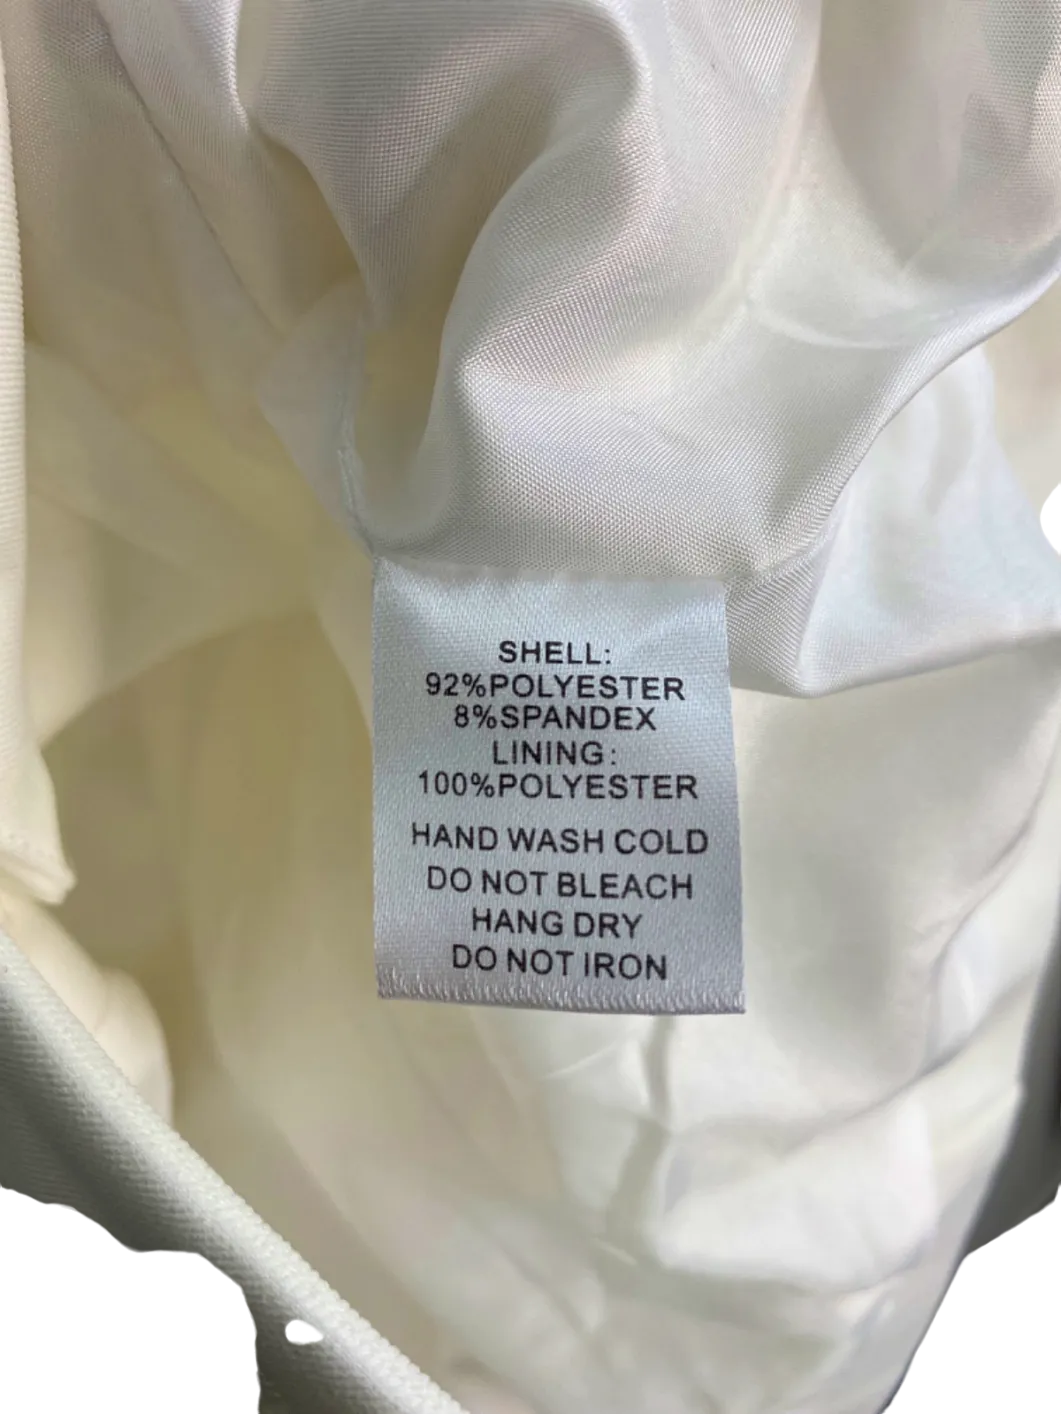 SHELL:
92%POLYESTER
8%SPANDEX
LINING:
100%POLYESTER
HAND WASH COLD
DO NOT BLEACH
HANG DRY
DO NOT IRON